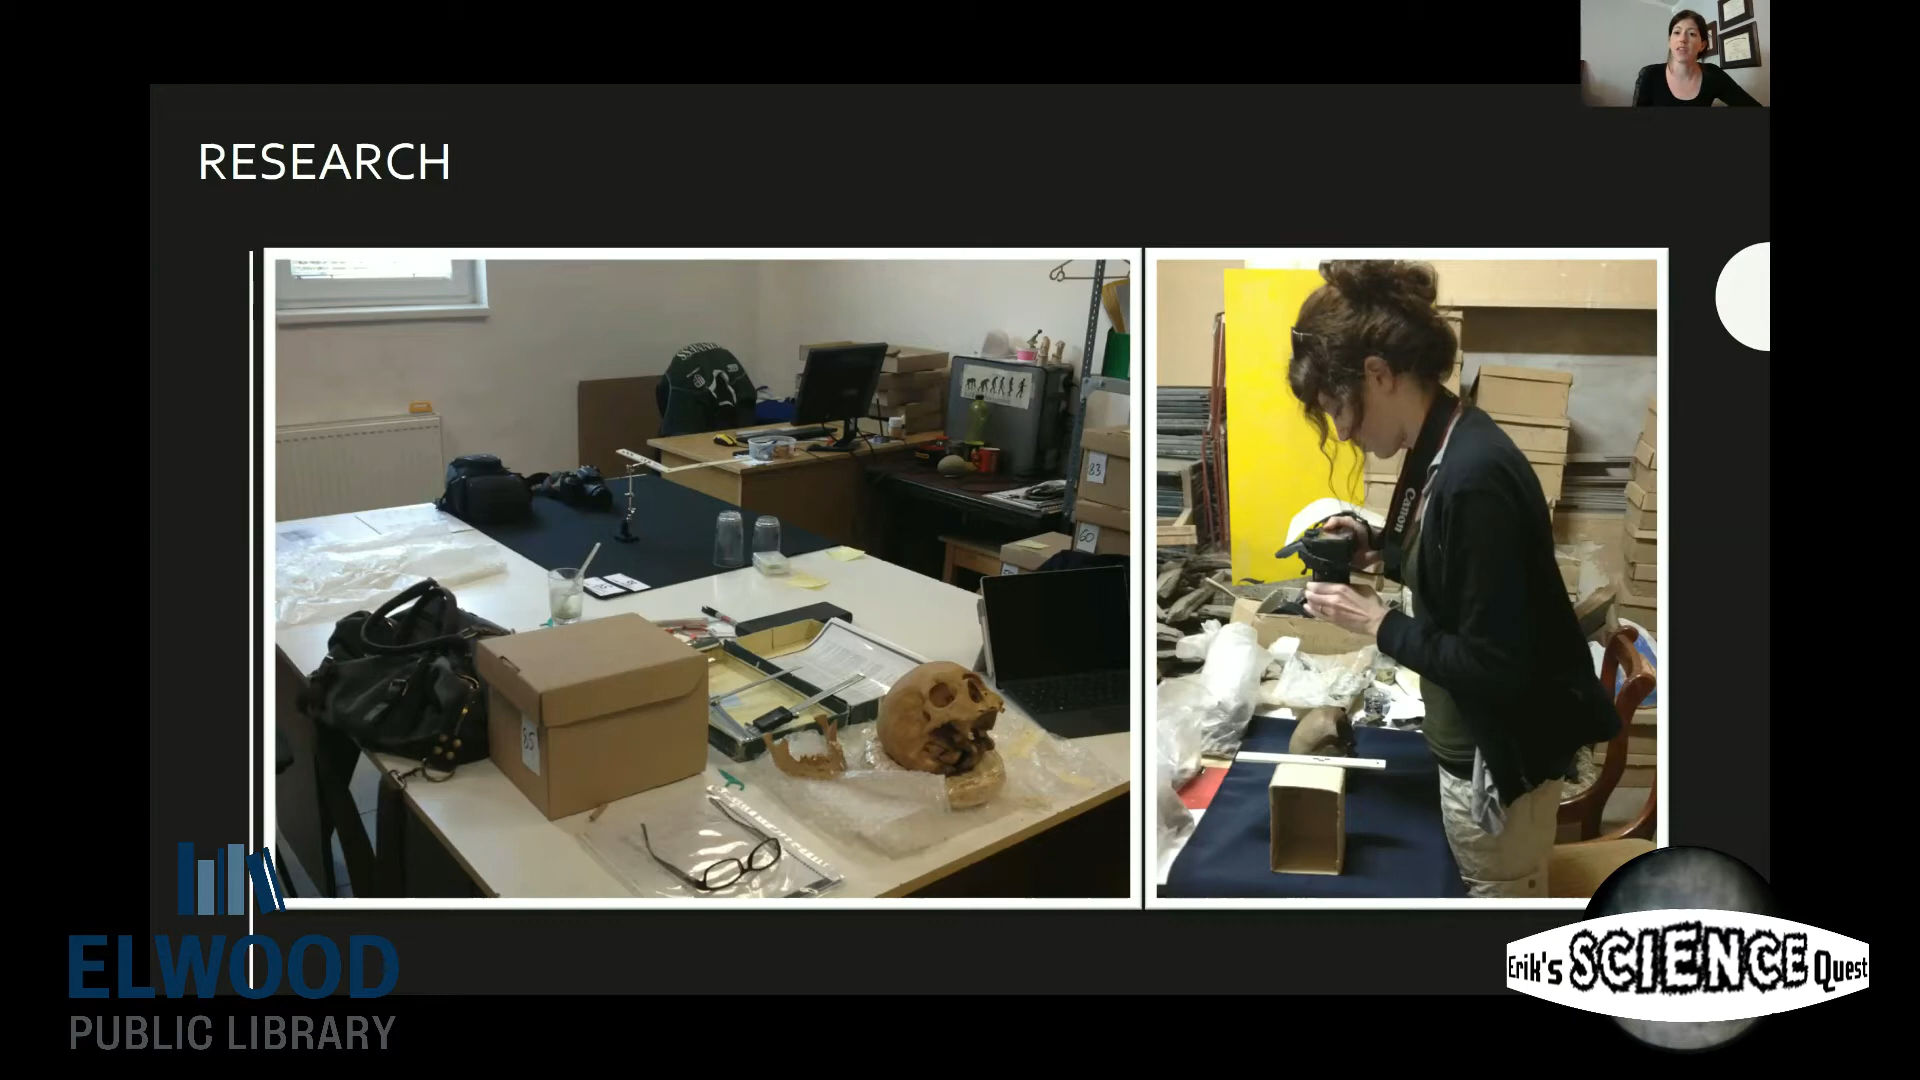 RESEARCH
83
60
85
Canon
ELWOOD
PUBLIC LIBRARY
Erik's SCIENCE Quest